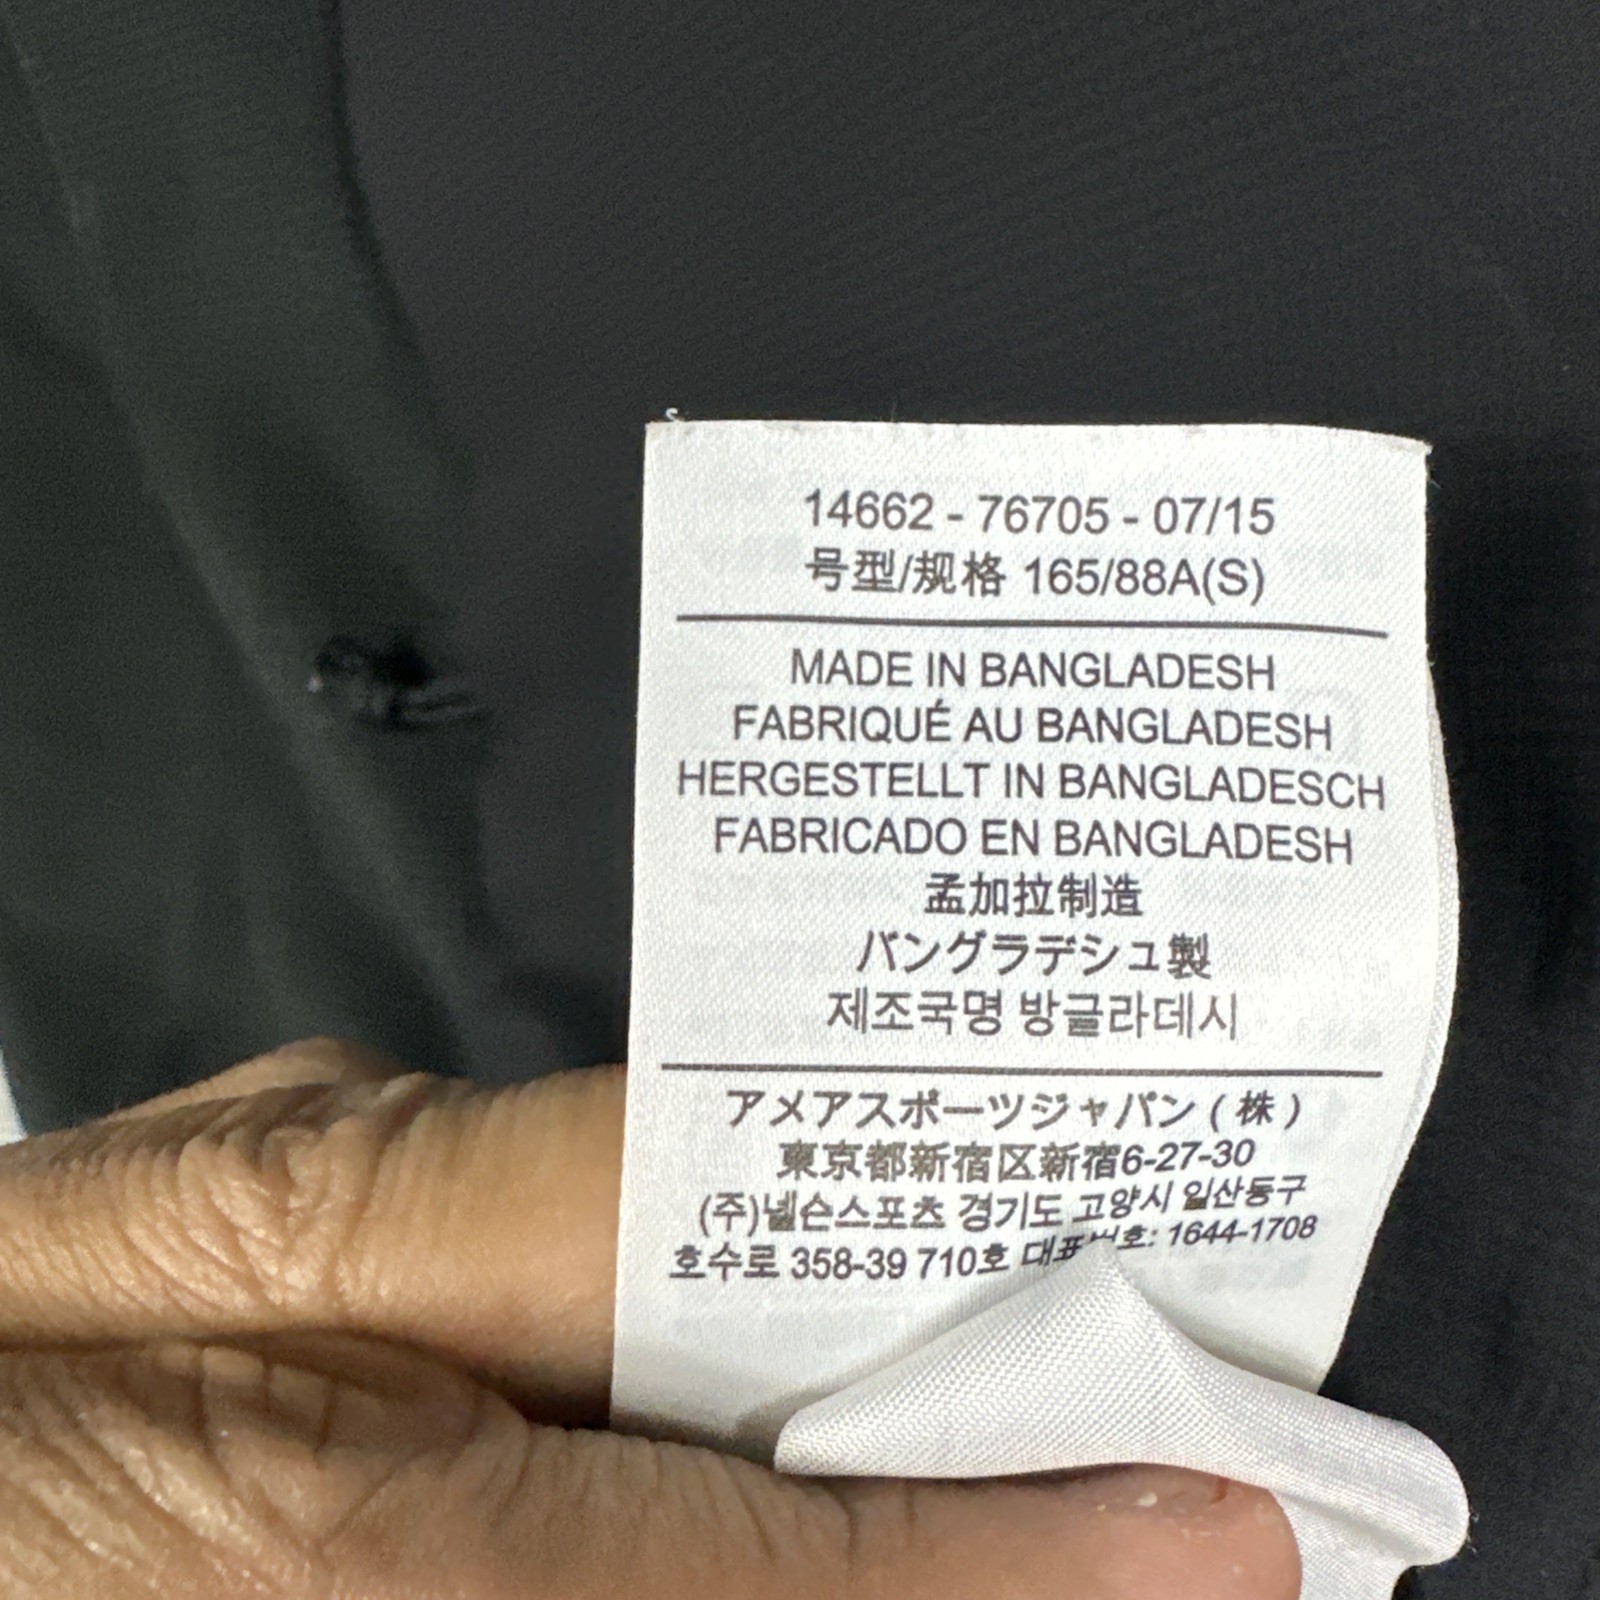 14662 - 76705 - 07/15
号型/规格 165/88A(S)
MADE IN BANGLADESH
FABRIQUÉ AU BANGLADESH
HERGESTELLT IN BANGLADESCH
FABRICADO EN BANGLADESH
孟加拉制造
バングラデシュ製
제조국명 방글라데시
アメアスポーツジャパン ( 株 )
東京都新宿区新宿6-27-30
(주)넬슨스포츠 경기도 고양시 일산동구
호수로 358-39 710호 대표번호: 1644-1708